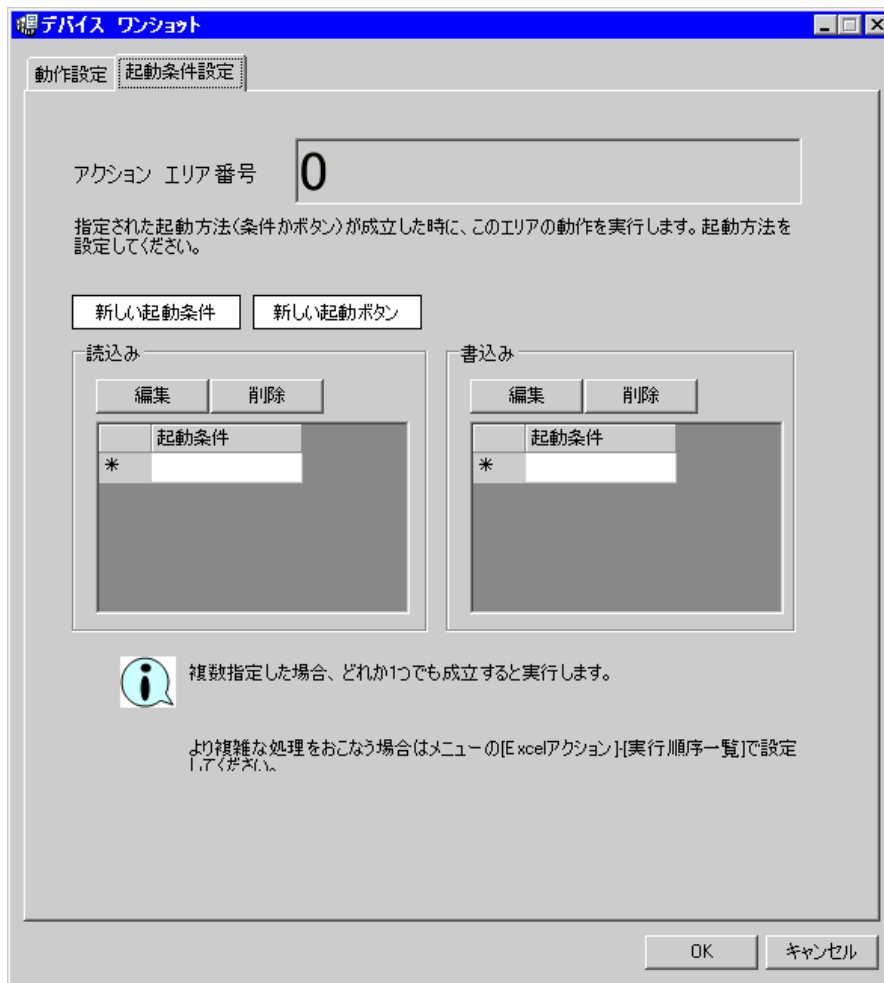 デバイス ワンショット
動作設定 起動条件設定
アクション エリア番号 0
指定された起動方法(条件かボタン)が成立した時に、このエリアの動作を実行します。起動方法を
設定してください。
新しい起動条件 新しい起動ボタン
読込み 書込み
編集 削除 編集 削除
起動条件 起動条件
* *
複数指定した場合、どれか1つでも成立すると実行します。
より複雑な処理をおこなう場合はメニューの[Excelアクション]-[実行順序一覧]で設定
してください。
OK キャンセル